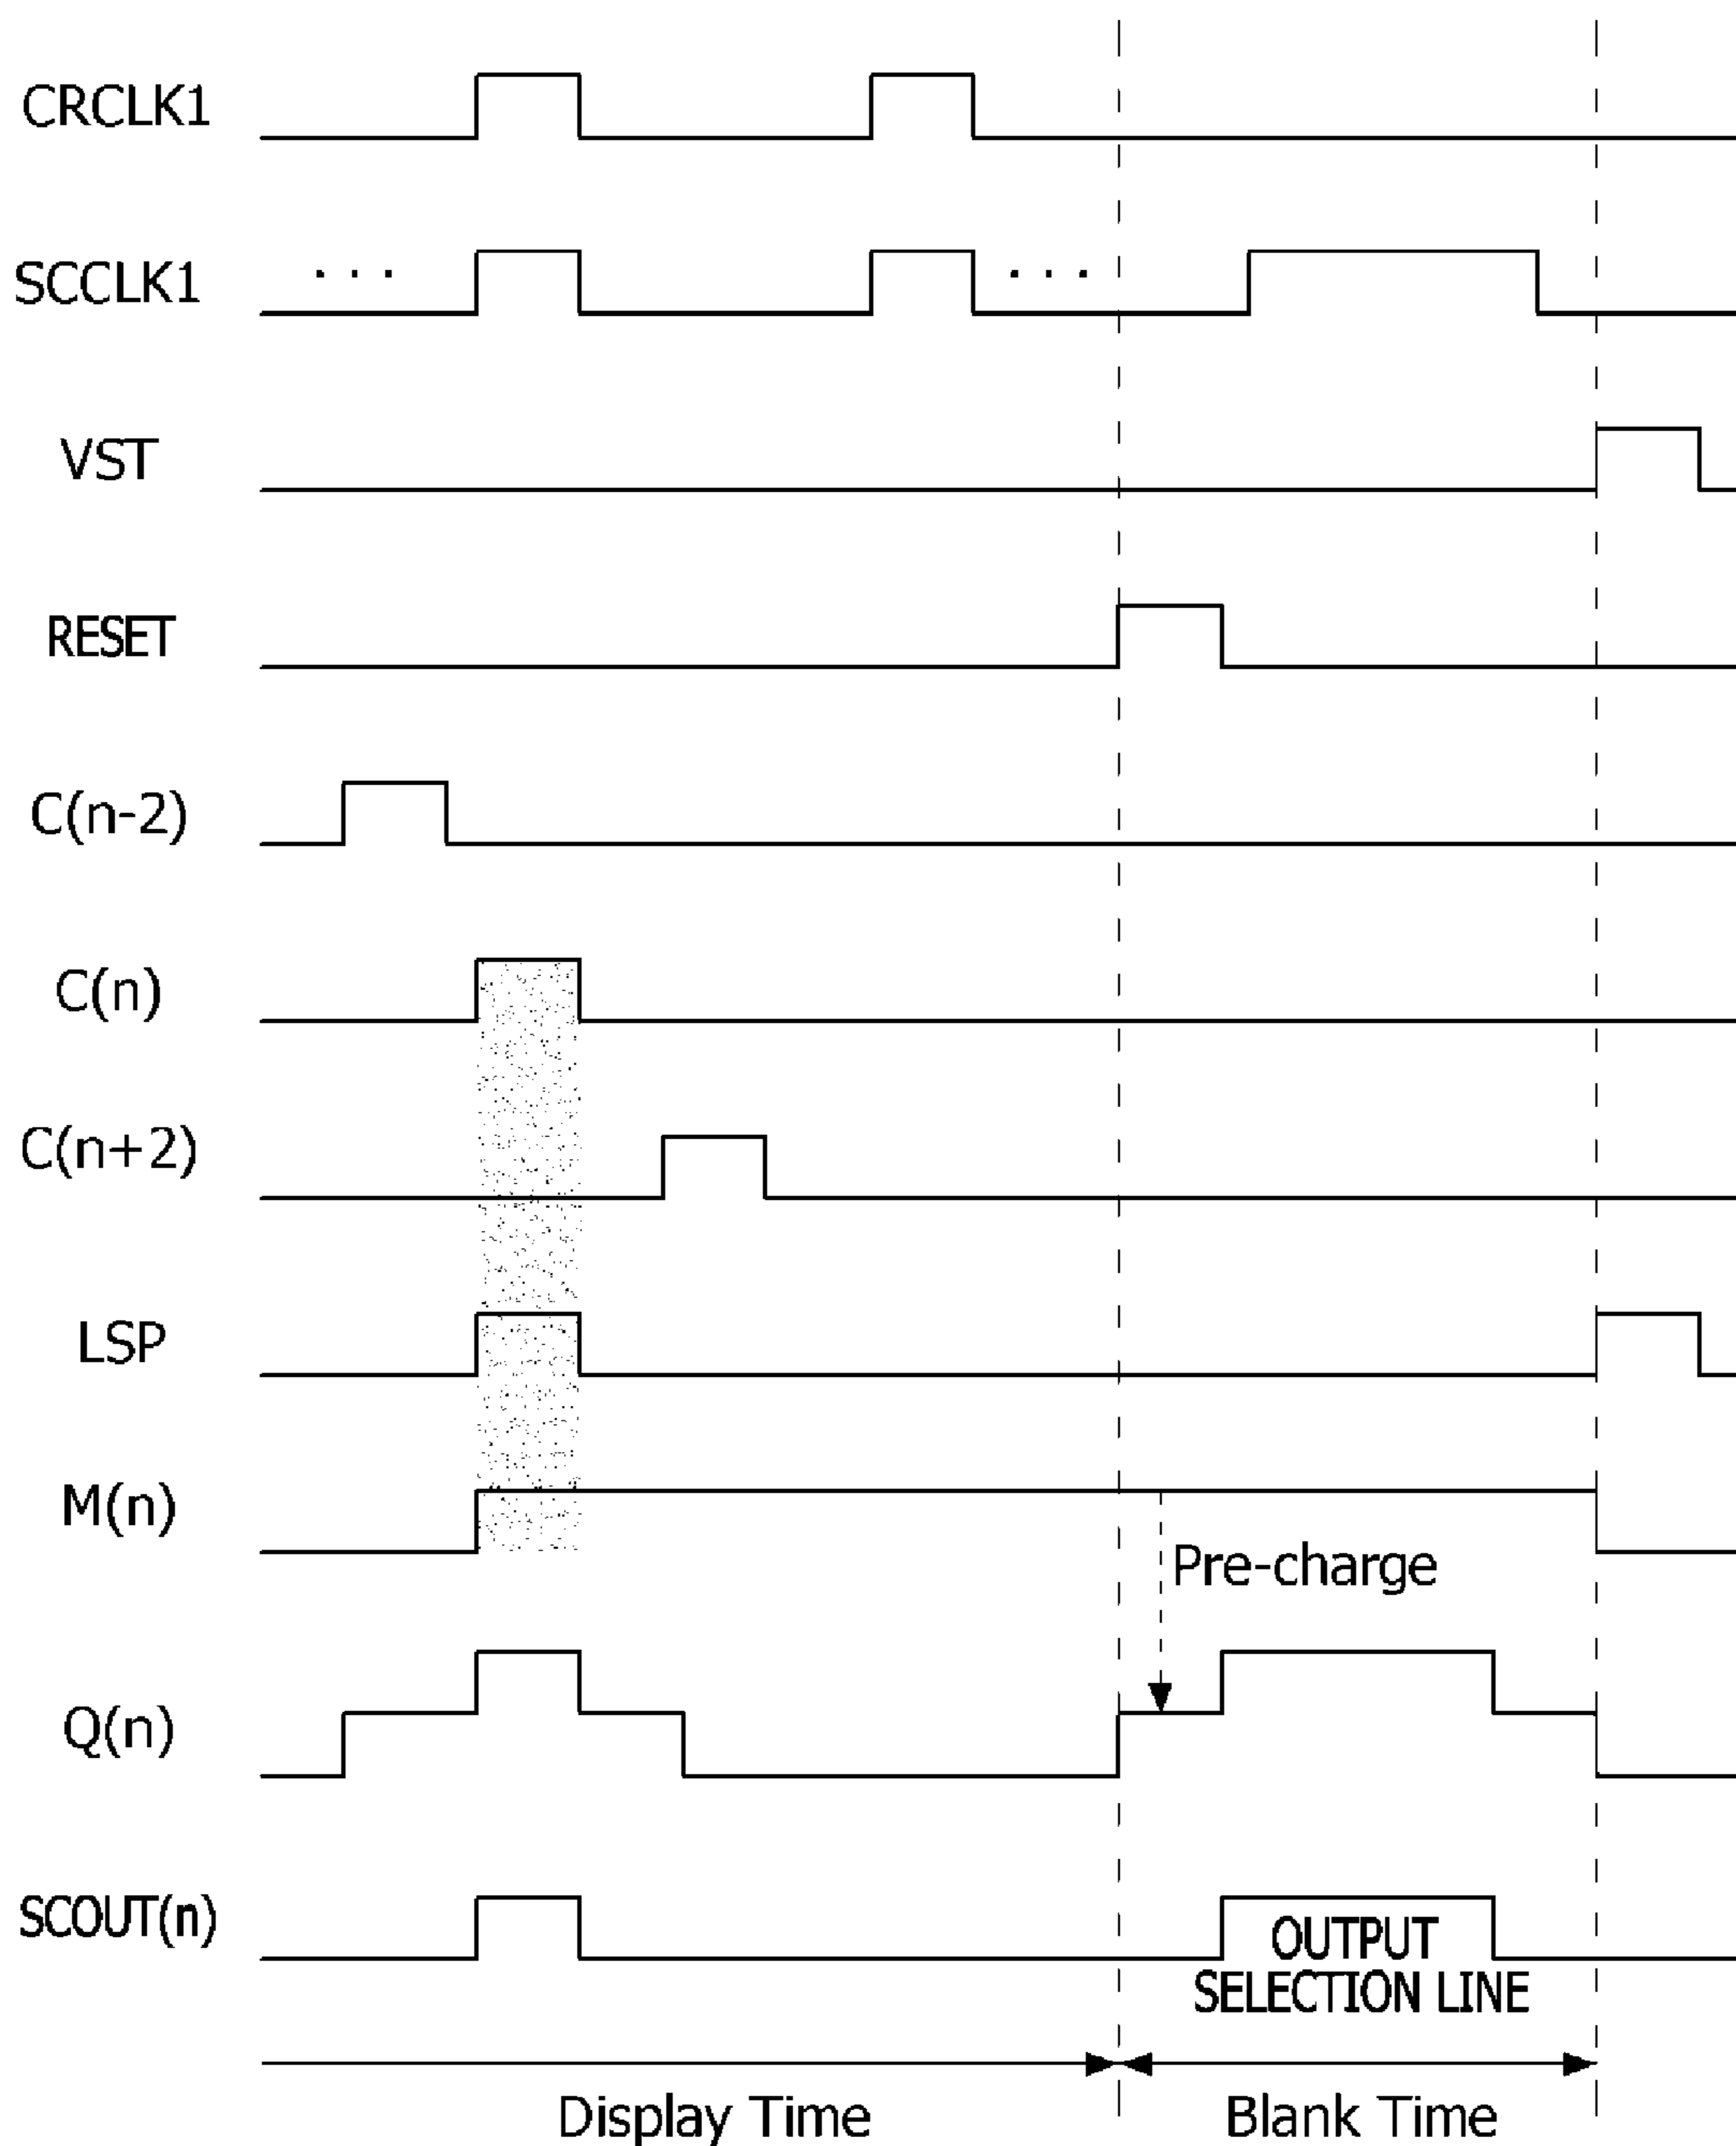 CRCLK1
SCCLK1
. . .
. . .
VST
RESET
C(n-2)
C(n)
C(n+2)
LSP
M(n)
Pre-charge
Q(n)
SCOUT(n)
OUTPUT
SELECTION LINE
Display Time
Blank Time